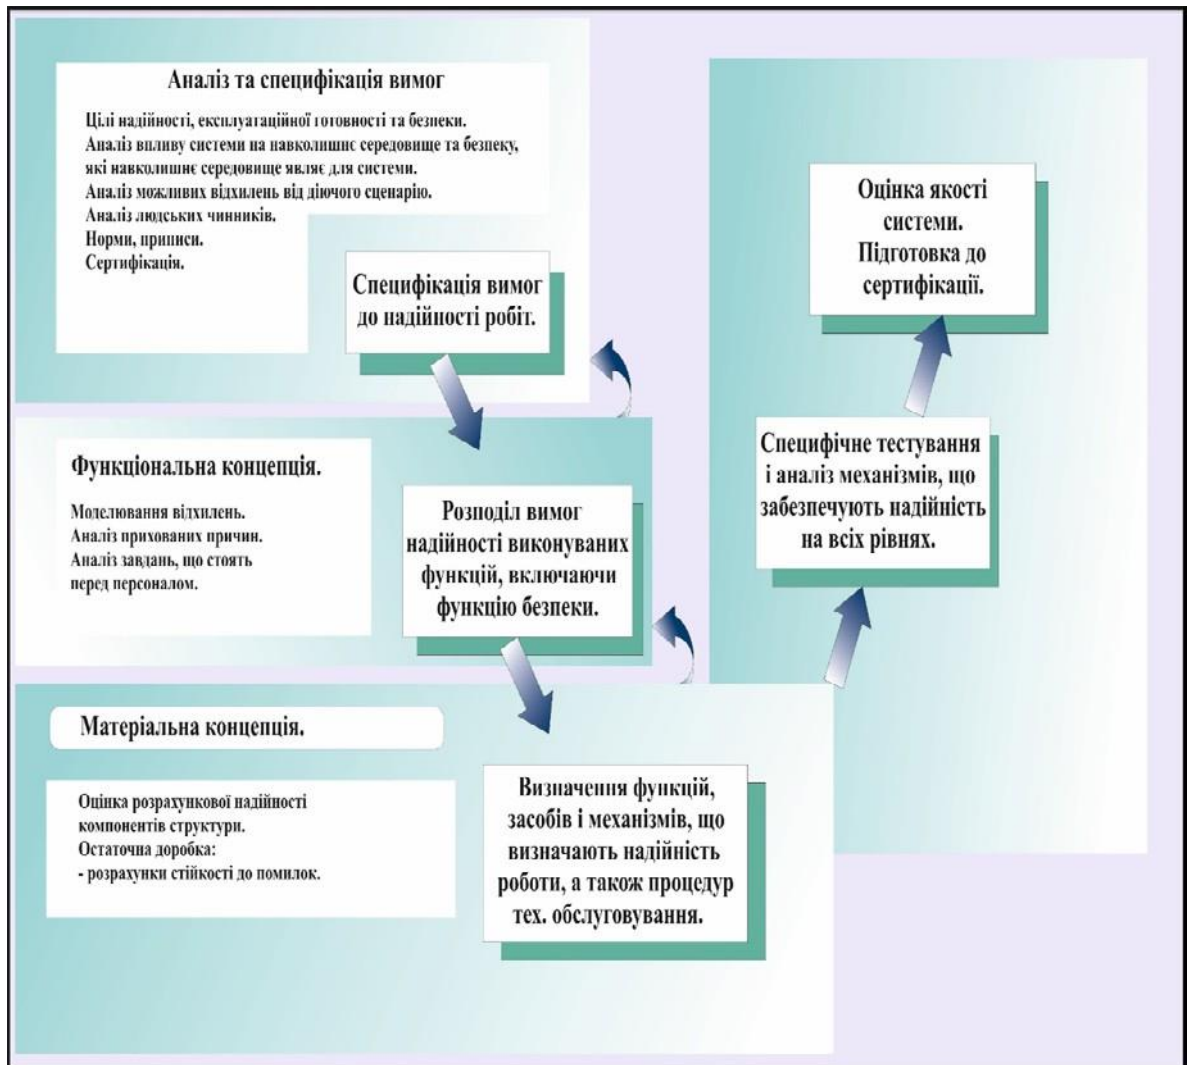 Аналіз та специфікація вимог
Цілі надійності, експлуатаційної готовності та безпеки.
Аналіз впливу системи на навколишнє середовище та безпеку,
які навколишнє середовище являє для системи.
Аналіз можливих відхилень від діючого сценарію.
Аналіз людських чинників.
Норми, приписи.
Сертифікація.
Специфікація вимог
до надійності робіт.
Функціональна концепція.
Моделювання відхилень.
Аналіз прихованих причин.
Аналіз завдань, що стоять
перед персоналом.
Розподіл вимог
надійності виконуваних
функцій, включаючи
функцію безпеки.
Матеріальна концепція.
Оцінка розрахункової надійності
компонентів структури.
Остаточна доробка:
- розрахунки стійкості до помилок.
Визначення функцій,
засобів і механізмів, що
визначають надійність
роботи, а також процедур
тех. обслуговування.
Специфічне тестування
і аналіз механізмів, що
забезпечують надійність
на всіх рівнях.
Оцінка якості
системи.
Підготовка до
сертифікації.